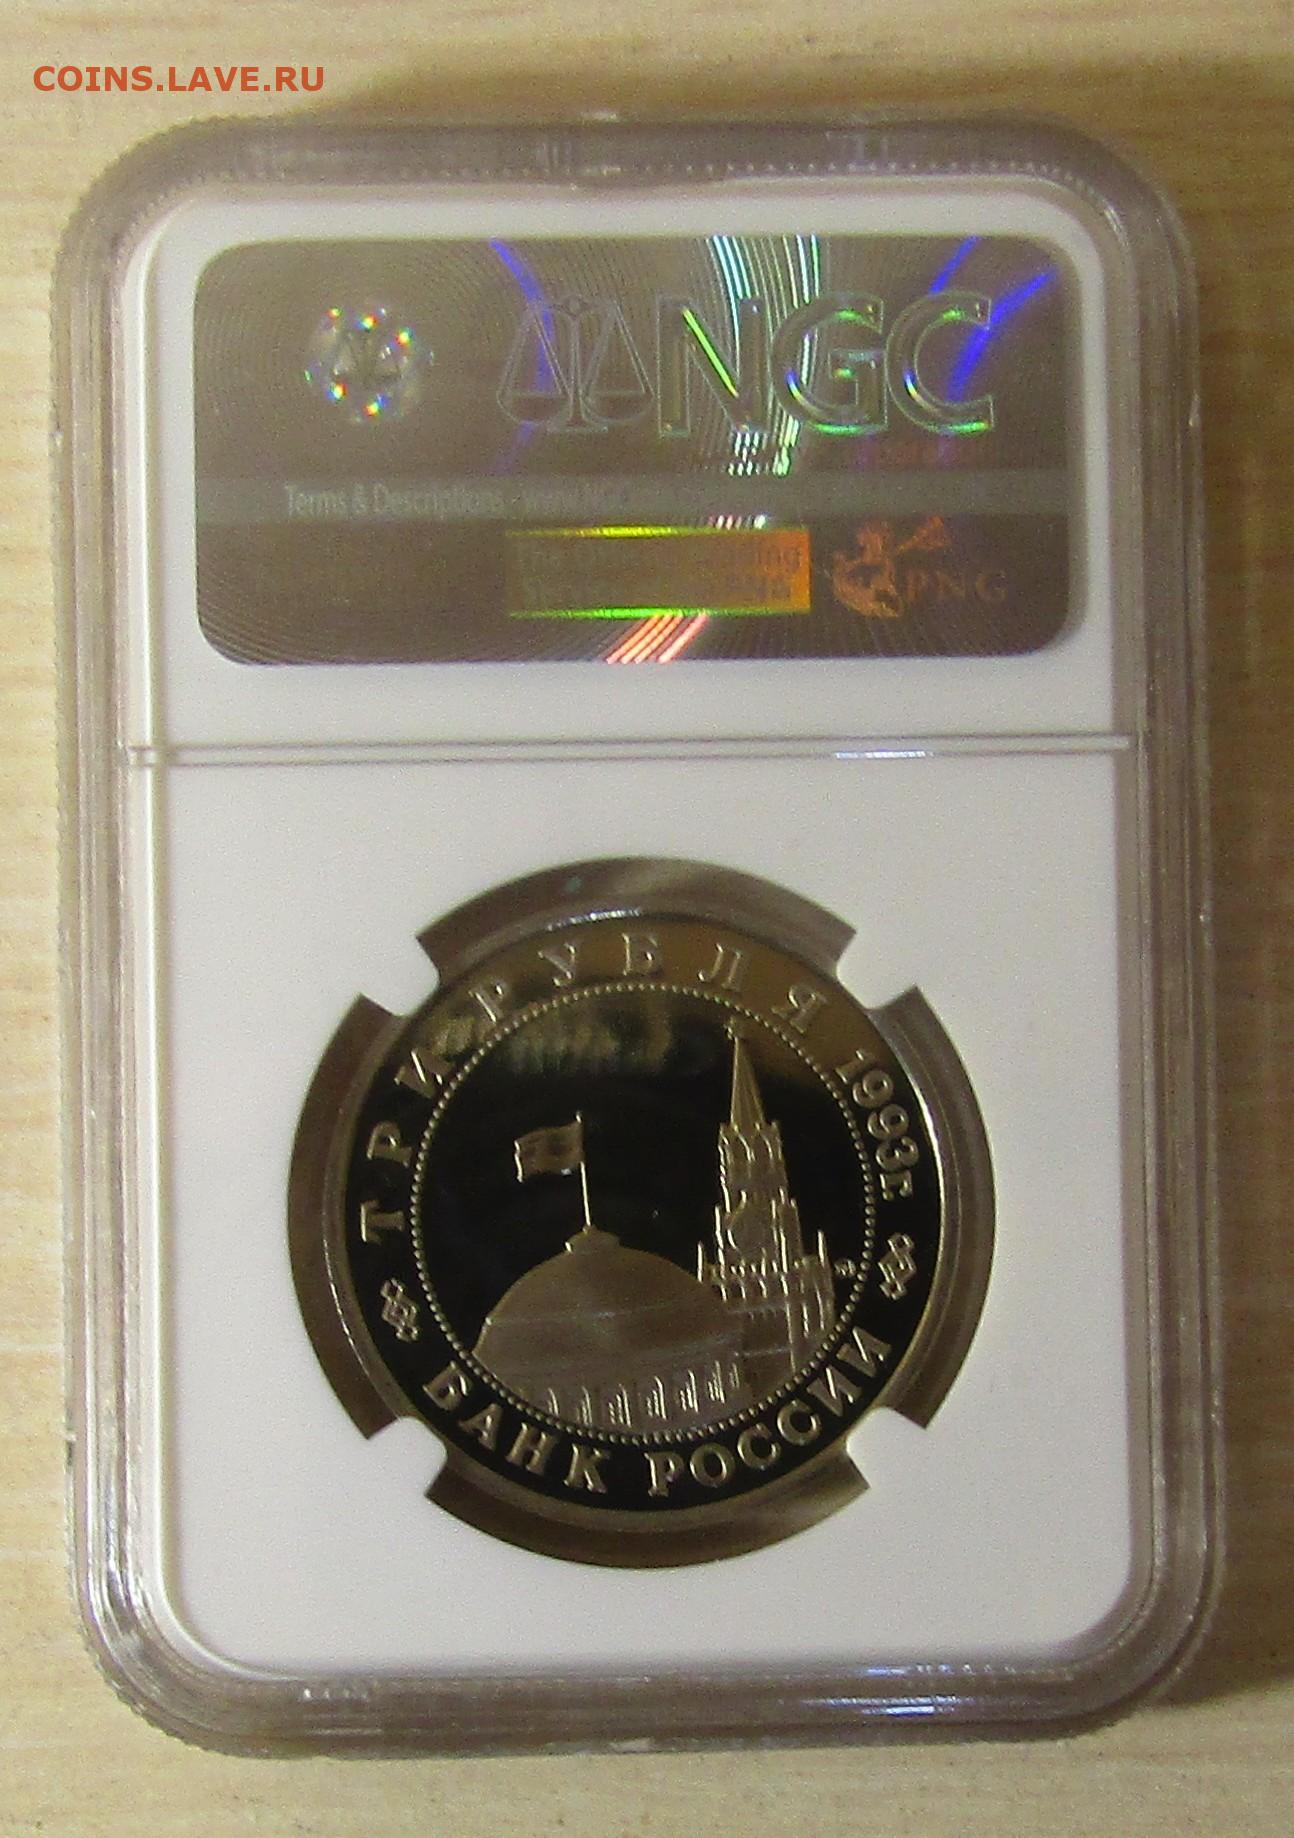 COINS.LAVE.RU
NGC
Terms & Descriptions
PNG
ТРИ РУБЛЯ 1993г.
БАНК РОССИИ